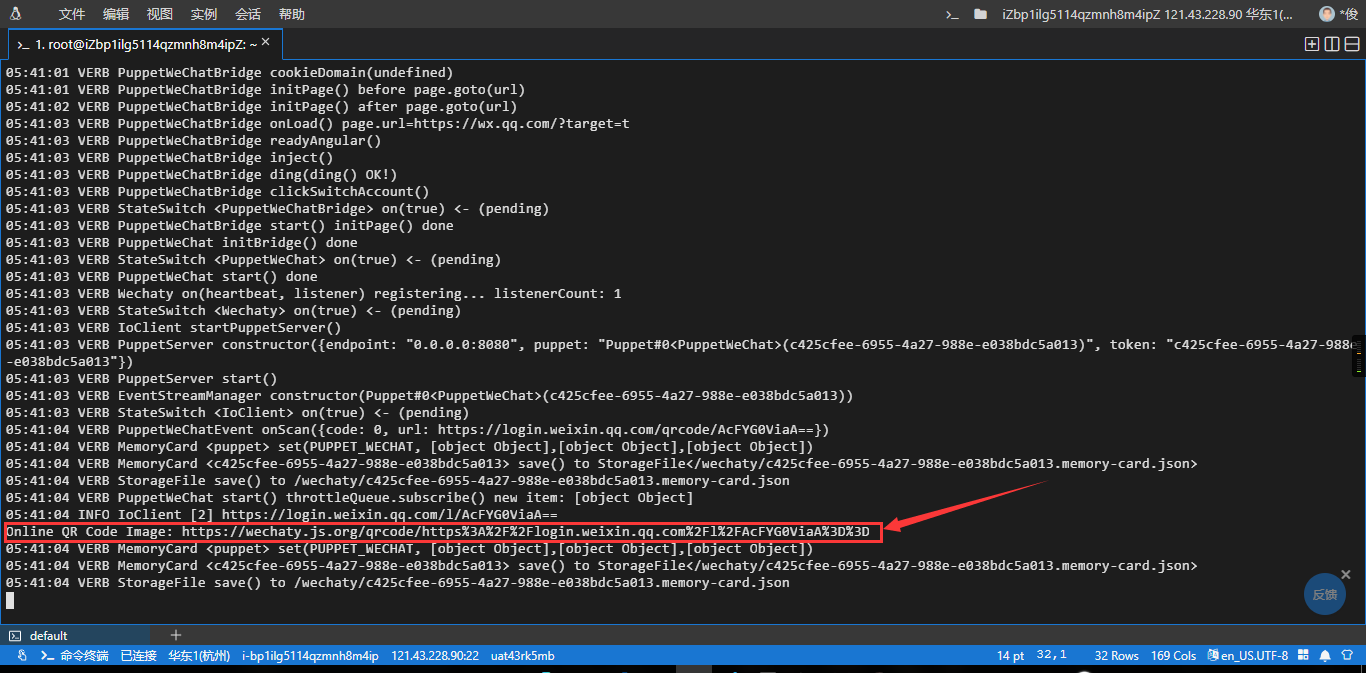 文件 编辑 视图 实例 会话 帮助 >_ iZbp1ilg5114qzmnh8m4ipZ 121.43.228.90 华东1(... *俊
>_ 1. root@iZbp1ilg5114qzmnh8m4ipZ: ~ ×
05:41:01 VERB PuppetWeChatBridge cookieDomain(undefined)
05:41:01 VERB PuppetWeChatBridge initPage() before page.goto(url)
05:41:02 VERB PuppetWeChatBridge initPage() after page.goto(url)
05:41:03 VERB PuppetWeChatBridge onLoad() page.url=https://wx.qq.com/?target=t
05:41:03 VERB PuppetWeChatBridge readyAngular()
05:41:03 VERB PuppetWeChatBridge inject()
05:41:03 VERB PuppetWeChatBridge ding(ding() OK!)
05:41:03 VERB PuppetWeChatBridge clickSwitchAccount()
05:41:03 VERB StateSwitch <PuppetWeChatBridge> on(true) <- (pending)
05:41:03 VERB PuppetWeChatBridge start() initPage() done
05:41:03 VERB PuppetWeChat initBridge() done
05:41:03 VERB StateSwitch <PuppetWeChat> on(true) <- (pending)
05:41:03 VERB PuppetWeChat start() done
05:41:03 VERB Wechaty on(heartbeat, listener) registering... listenerCount: 1
05:41:03 VERB StateSwitch <Wechaty> on(true) <- (pending)
05:41:03 VERB IoClient startPuppetServer()
05:41:03 VERB PuppetServer constructor({endpoint: "0.0.0.0:8080", puppet: "Puppet#0<PuppetWeChat>(c425cfee-6955-4a27-988e-e038bdc5a013)", token: "c425cfee-6955-4a27-988e
-e038bdc5a013"})
05:41:03 VERB PuppetServer start()
05:41:03 VERB EventStreamManager constructor(Puppet#0<PuppetWeChat>(c425cfee-6955-4a27-988e-e038bdc5a013))
05:41:03 VERB StateSwitch <IoClient> on(true) <- (pending)
05:41:04 VERB PuppetWeChatEvent onScan({code: 0, url: https://login.weixin.qq.com/qrcode/AcFYG0ViaA==})
05:41:04 VERB MemoryCard <puppet> set(PUPPET_WECHAT, [object Object],[object Object],[object Object])
05:41:04 VERB MemoryCard <c425cfee-6955-4a27-988e-e038bdc5a013> save() to StorageFile</wechaty/c425cfee-6955-4a27-988e-e038bdc5a013.memory-card.json>
05:41:04 VERB StorageFile save() to /wechaty/c425cfee-6955-4a27-988e-e038bdc5a013.memory-card.json
05:41:04 VERB PuppetWeChat start() throttleQueue.subscribe() new item: [object Object]
05:41:04 INFO IoClient [2] https://login.weixin.qq.com/l/AcFYG0ViaA==
Online QR Code Image: https://wechaty.js.org/qrcode/https%3A%2F%2Flogin.weixin.qq.com%2Fl%2FAcFYG0ViaA%3D%3D
05:41:04 VERB MemoryCard <puppet> set(PUPPET_WECHAT, [object Object],[object Object],[object Object])
05:41:04 VERB MemoryCard <c425cfee-6955-4a27-988e-e038bdc5a013> save() to StorageFile</wechaty/c425cfee-6955-4a27-988e-e038bdc5a013.memory-card.json>
05:41:04 VERB StorageFile save() to /wechaty/c425cfee-6955-4a27-988e-e038bdc5a013.memory-card.json
反馈
default +
>_ 命令终端 已连接 华东1(杭州) i-bp1ilg5114qzmnh8m4ip 121.43.228.90:22 uat43rk5mb 14 pt 32,1 32 Rows 169 Cols en_US.UTF-8